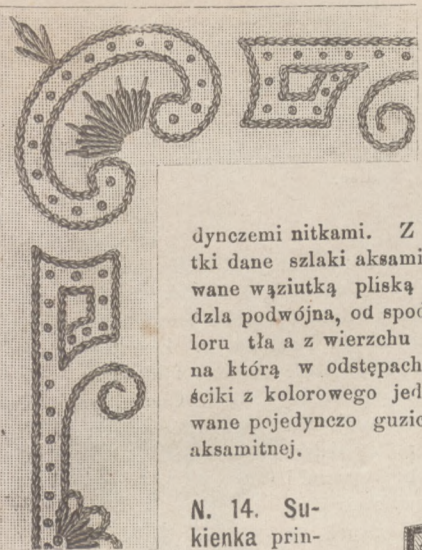 dynczemi nitkami. Z
tki dane szlaki aksami
wane wąziutką pliską
dzla podwójna, od spod
loru tła a z wierzchu
na którą w odstępach
ściki z kolorowego jed
wane pojedynczo guzic
aksamitnej.
N. 14. Su-
kienka prin-